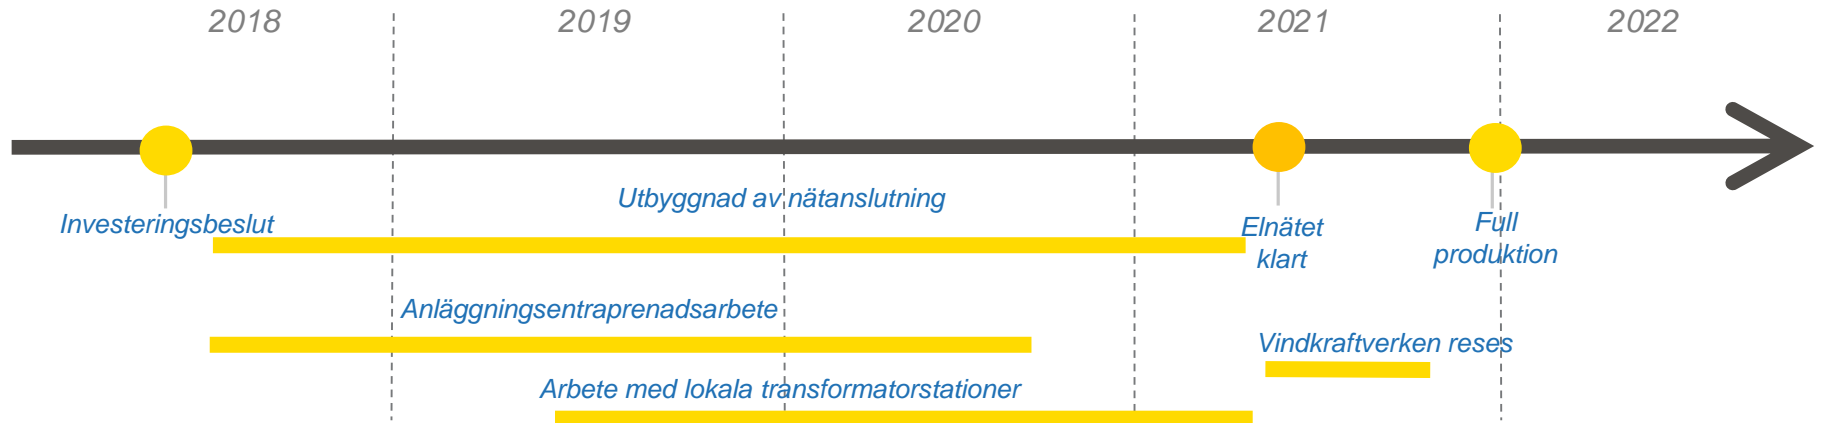 2018
2019
2020
2021
2022
Investeringsbeslut
Utbyggnad av nätanslutning
Elnätet
klart
Full
produktion
Anläggningsentraprenadsarbete
Vindkraftverken reses
Arbete med lokala transformatorstationer